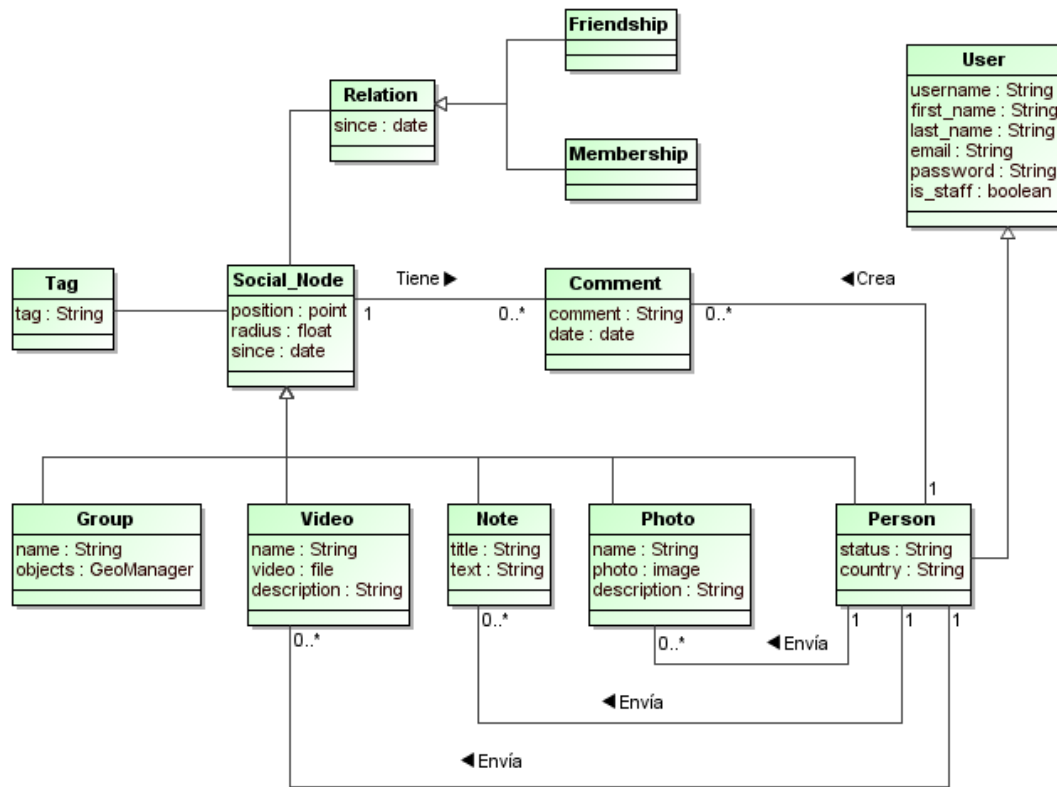 Friendship
User
username : String
first_name : String
last_name : String
email : String
password : String
is_staff : boolean
Relation
since : date
Membership
Tag
tag : String
Social_Node
position : point
radius : float
since : date
Tiene ▶
1
0..*
Comment
comment : String
date : date
◀ Crea
0..*
1
Group
name : String
objects : GeoManager
Video
name : String
video : file
description : String
Note
title : String
text : String
Photo
name : String
photo : image
description : String
Person
status : String
country : String
0..*
0..*
0..*
1
1
1
◀ Envía
◀ Envía
◀ Envía